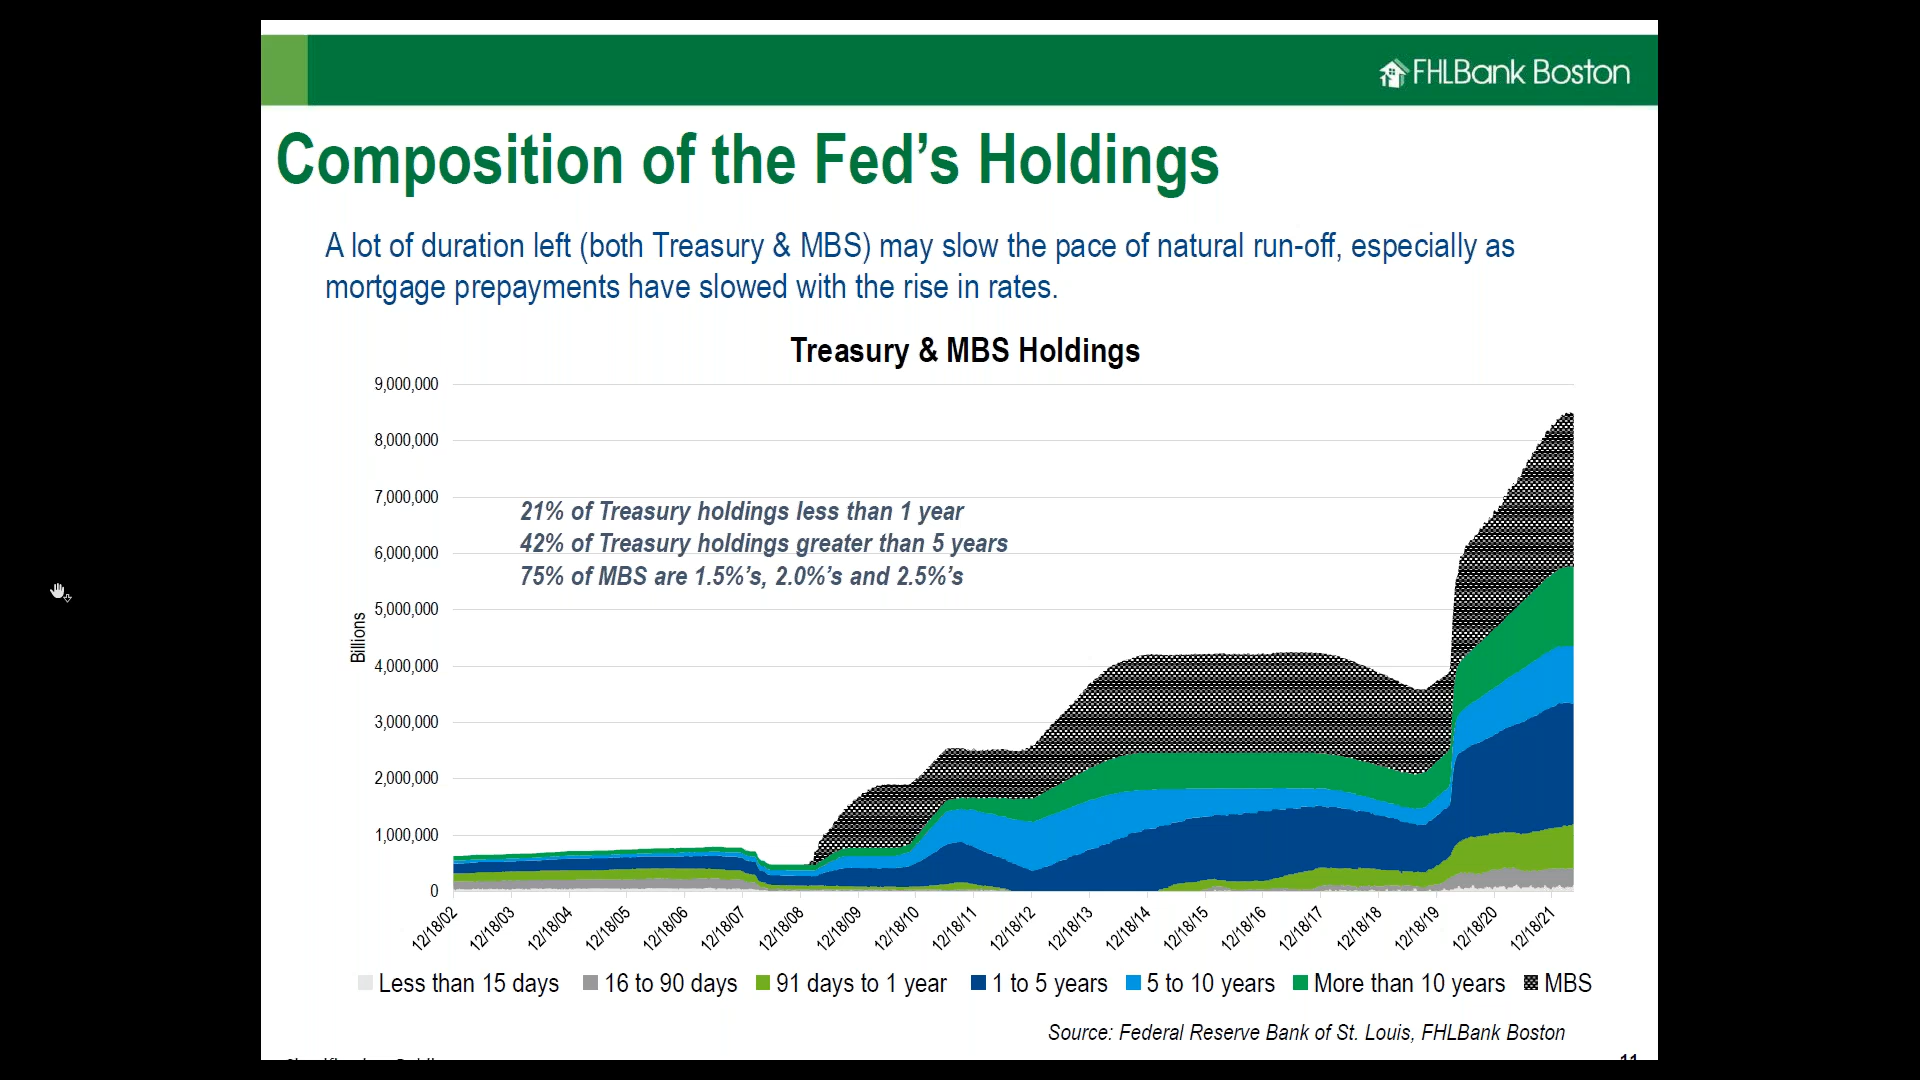 FHLBank Boston
Composition of the Fed’s Holdings
A lot of duration left (both Treasury & MBS) may slow the pace of natural run-off, especially as
mortgage prepayments have slowed with the rise in rates.
Treasury & MBS Holdings
9,000,000
8,000,000
7,000,000
6,000,000
5,000,000
4,000,000
3,000,000
2,000,000
1,000,000
0
Billions
21% of Treasury holdings less than 1 year
42% of Treasury holdings greater than 5 years
75% of MBS are 1.5%’s, 2.0%’s and 2.5%’s
12/18/02
12/18/03
12/18/04
12/18/05
12/18/06
12/18/07
12/18/08
12/18/09
12/18/10
12/18/11
12/18/12
12/18/13
12/18/14
12/18/15
12/18/16
12/18/17
12/18/18
12/18/19
12/18/20
12/18/21
Less than 15 days 16 to 90 days 91 days to 1 year 1 to 5 years 5 to 10 years More than 10 years MBS
Source: Federal Reserve Bank of St. Louis, FHLBank Boston
11